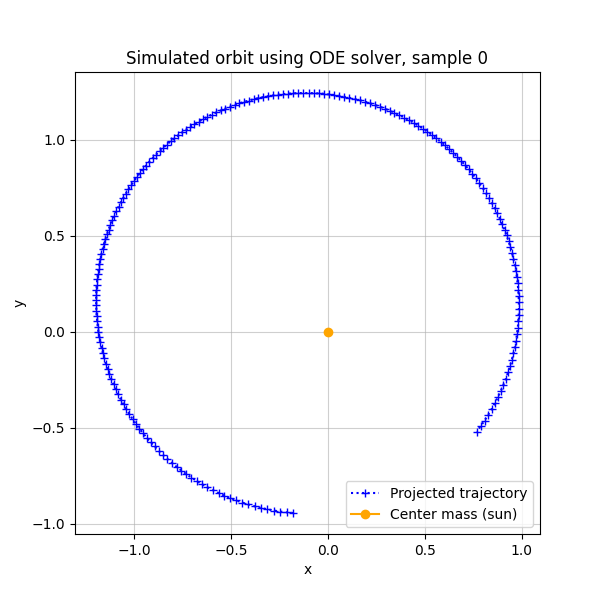 Simulated orbit using ODE solver, sample 0
y
1.0
0.5
0.0
−0.5
−1.0
Projected trajectory
Center mass (sun)
−1.0 −0.5 0.0 0.5 1.0
x